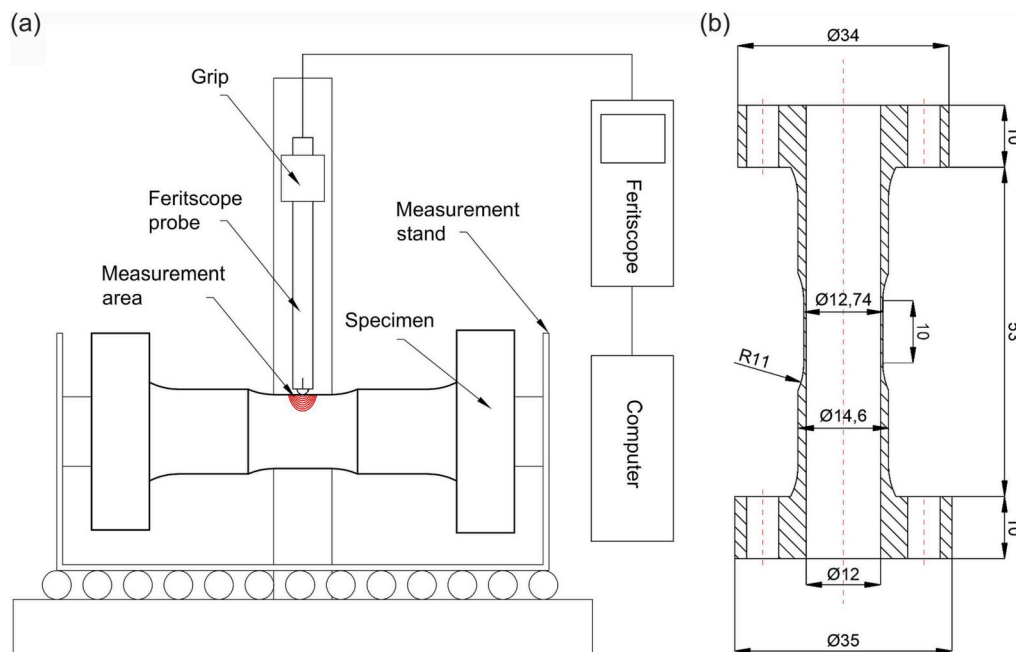 (a)
Grip
Feritscope
probe
Measurement
area
Measurement
stand
Specimen
Feritscope
Computer
(b)
Ø34
10
Ø12,74
10
53
R11
Ø14,6
10
Ø12
Ø35